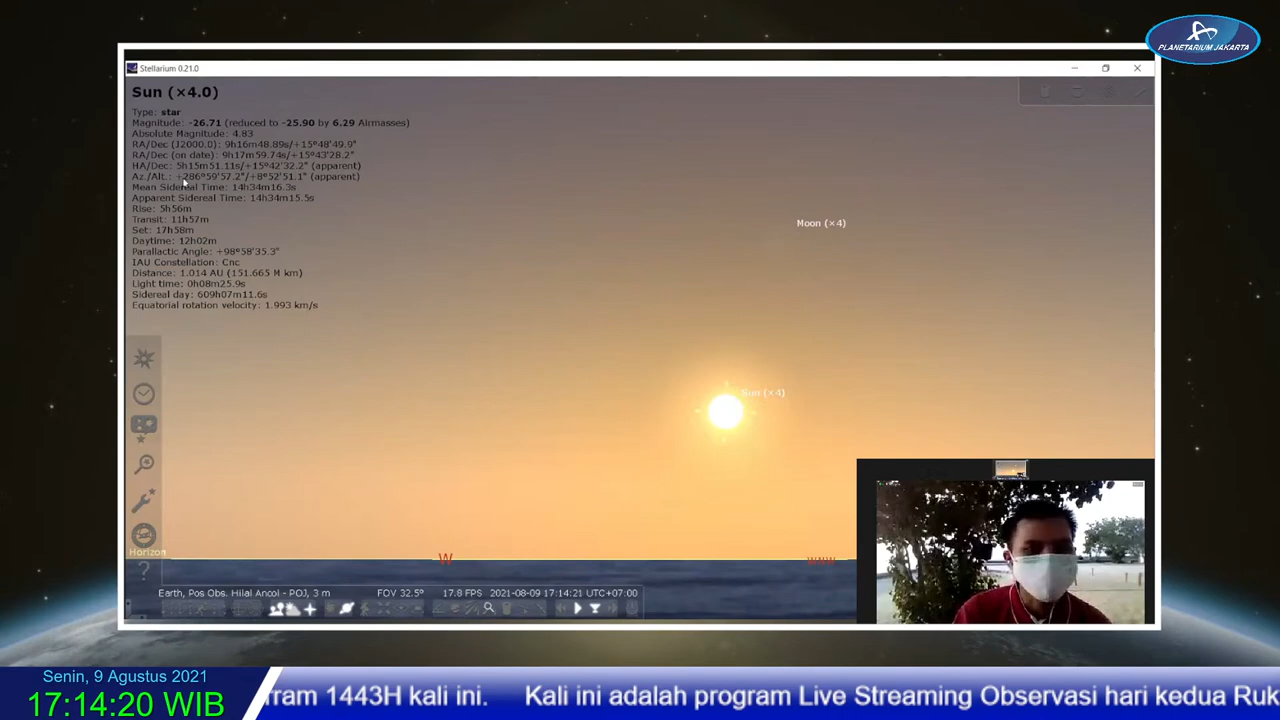 PLANETARIUM JAKARTA
Stellarium 0.21.0
Sun (×4.0)
Type: star
Magnitude: -26.71 (reduced to -25.90 by 6.29 Airmasses)
Absolute Magnitude: 4.83
RA/Dec (J2000.0): 9h16m48.89s/+15°48'49.9"
RA/Dec (on date): 9h17m59.74s/+15°43'28.2"
HA/Dec: 5h15m51.11s/+15°42'32.2" (apparent)
Az./Alt.: +286°59'57.2"/+8°52'51.1" (apparent)
Mean Sidereal Time: 14h34m16.3s
Apparent Sidereal Time: 14h34m15.5s
Rise: 5h56m
Transit: 11h57m
Set: 17h58m
Daytime: 12h02m
Parallactic Angle: +98°58'35.3"
IAU Constellation: Cnc
Distance: 1.014 AU (151.665 M km)
Light time: 0h08m25.9s
Sidereal day: 609h07m11.6s
Equatorial rotation velocity: 1.993 km/s
Moon (×4)
Sun (×4)
Horizon
W
WNW
Earth, Pos Obs. Hilal Ancol - POJ, 3 m
FOV 32.5°
17.8 FPS
2021-08-09 17:14:21 UTC+07:00
Senin, 9 Agustus 2021
17:14:20 WIB
rram 1443H kali ini. Kali ini adalah program Live Streaming Observasi hari kedua Ruk